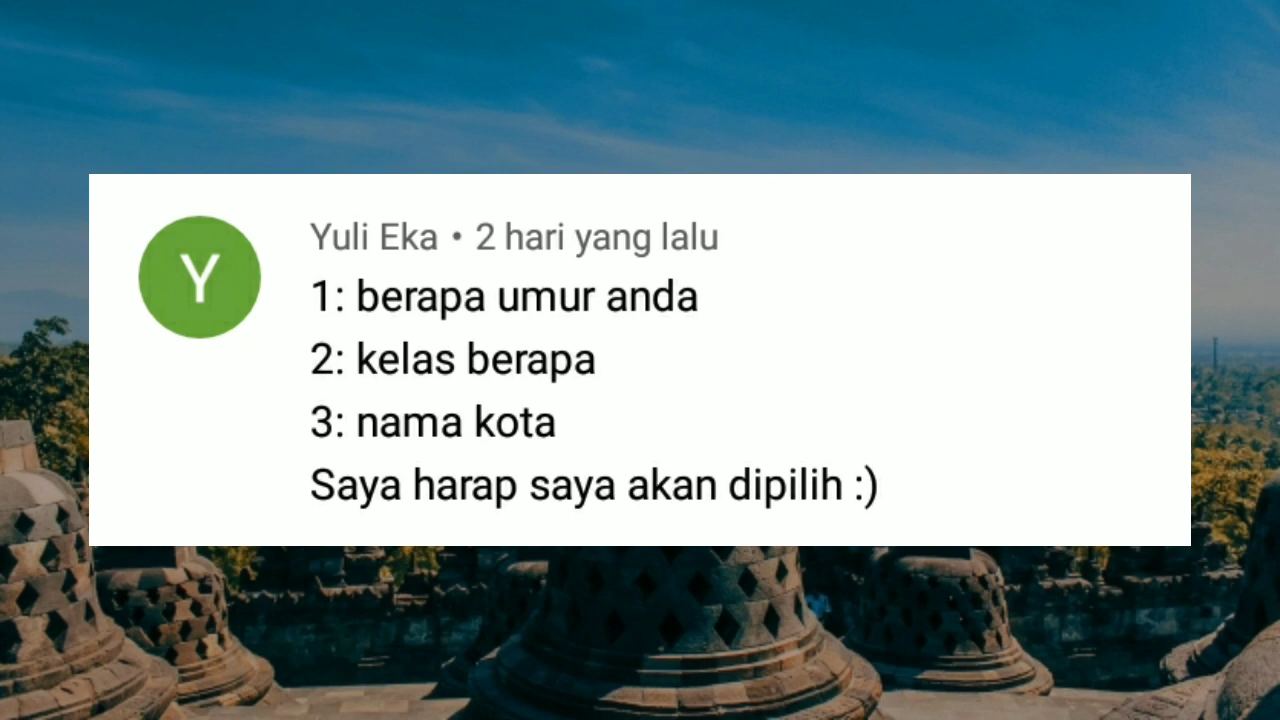 Y
Yuli Eka • 2 hari yang lalu
1: berapa umur anda
2: kelas berapa
3: nama kota
Saya harap saya akan dipilih :)